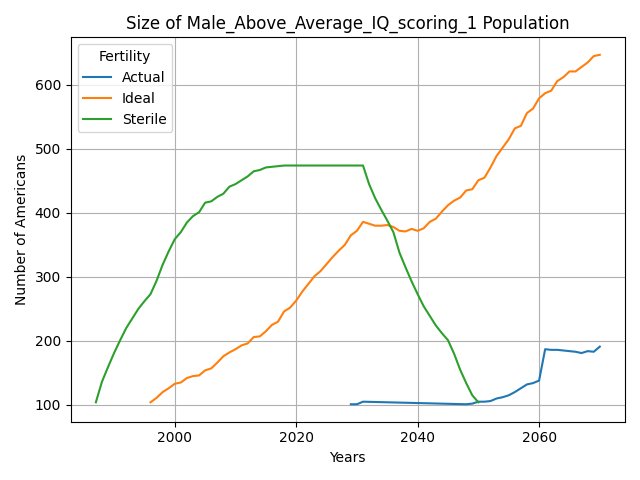 Size of Male_Above_Average_IQ_scoring_1 Population
Fertility
Actual
Ideal
Sterile
Number of Americans
600
500
400
300
200
100
2000
2020
2040
2060
Years